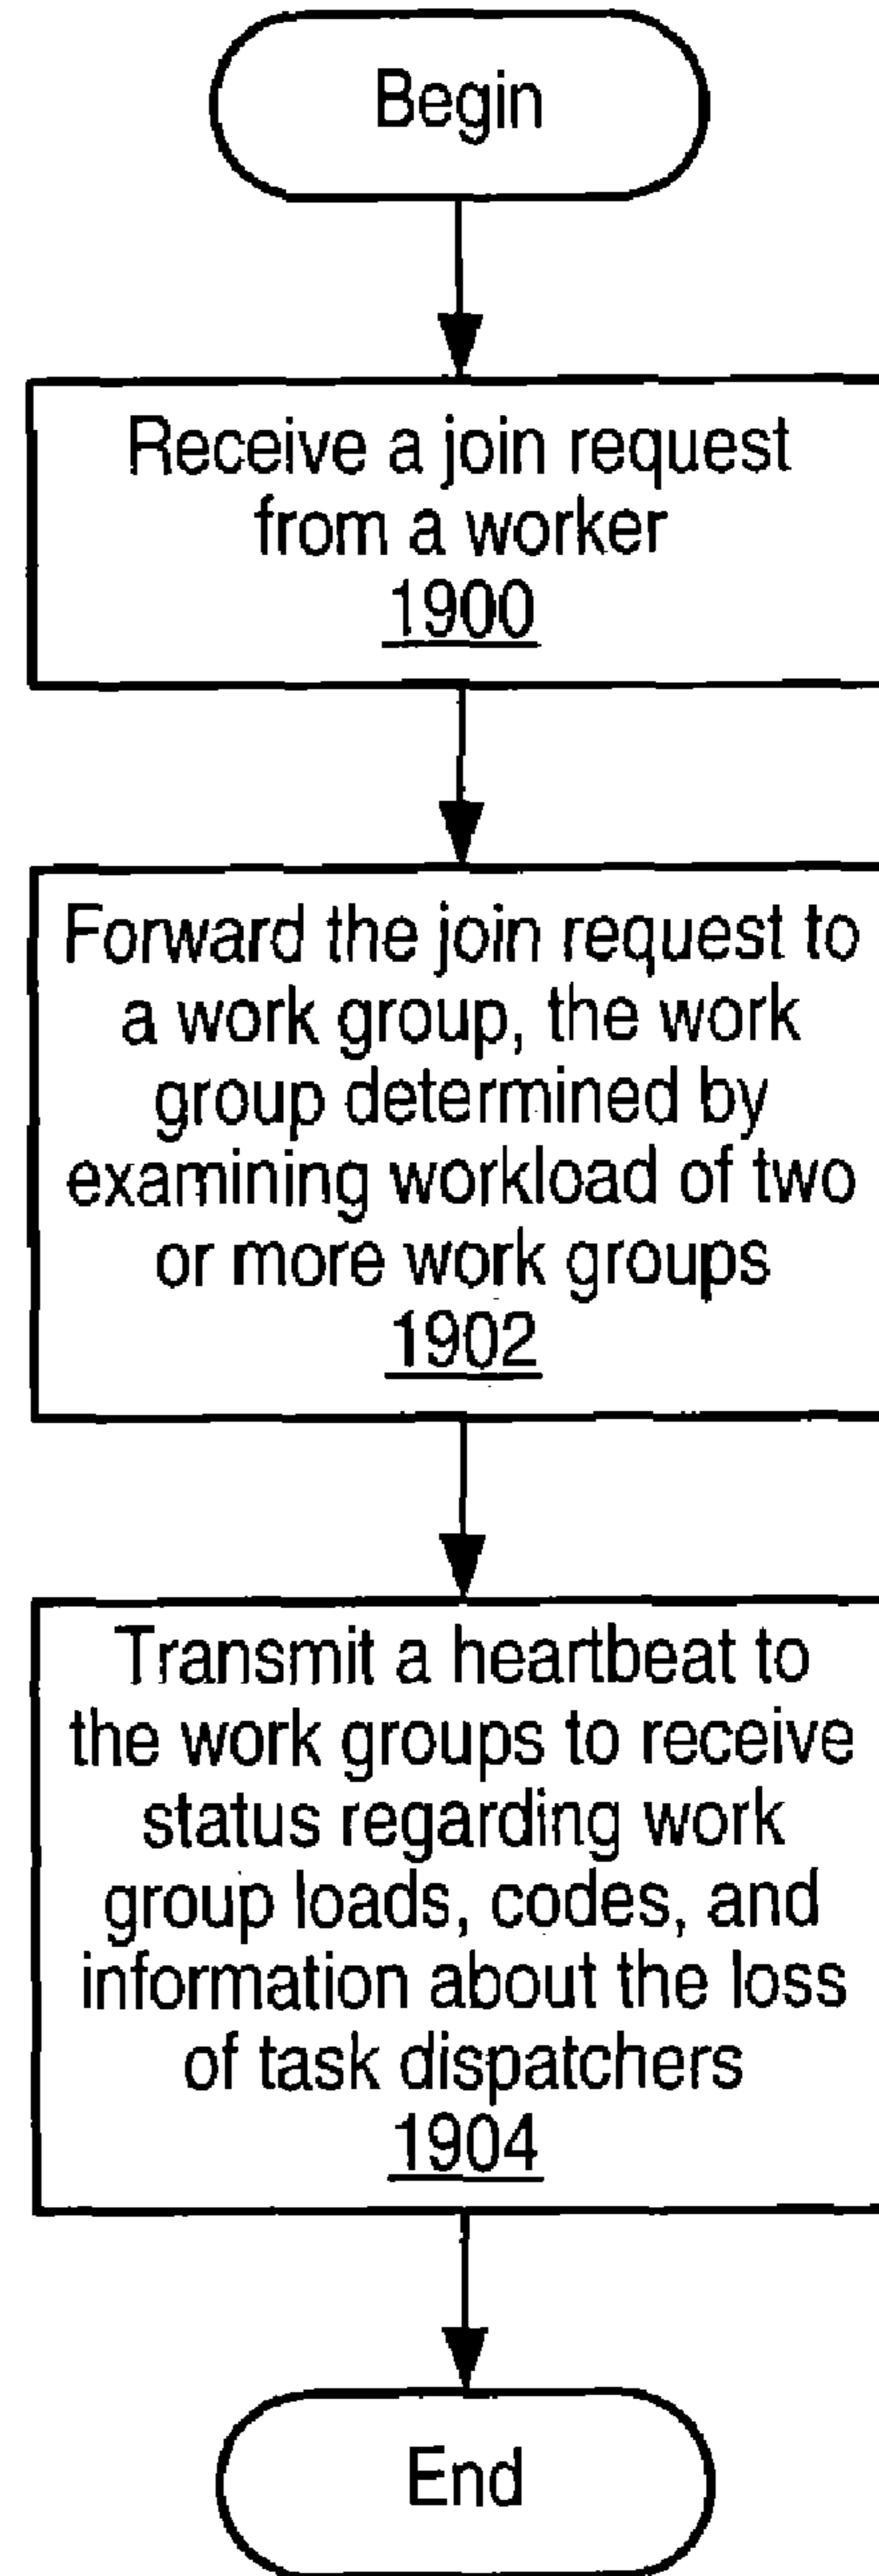 Begin
Receive a join request
from a worker
1900
Forward the join request to
a work group, the work
group determined by
examining workload of two
or more work groups
1902
Transmit a heartbeat to
the work groups to receive
status regarding work
group loads, codes, and
information about the loss
of task dispatchers
1904
End